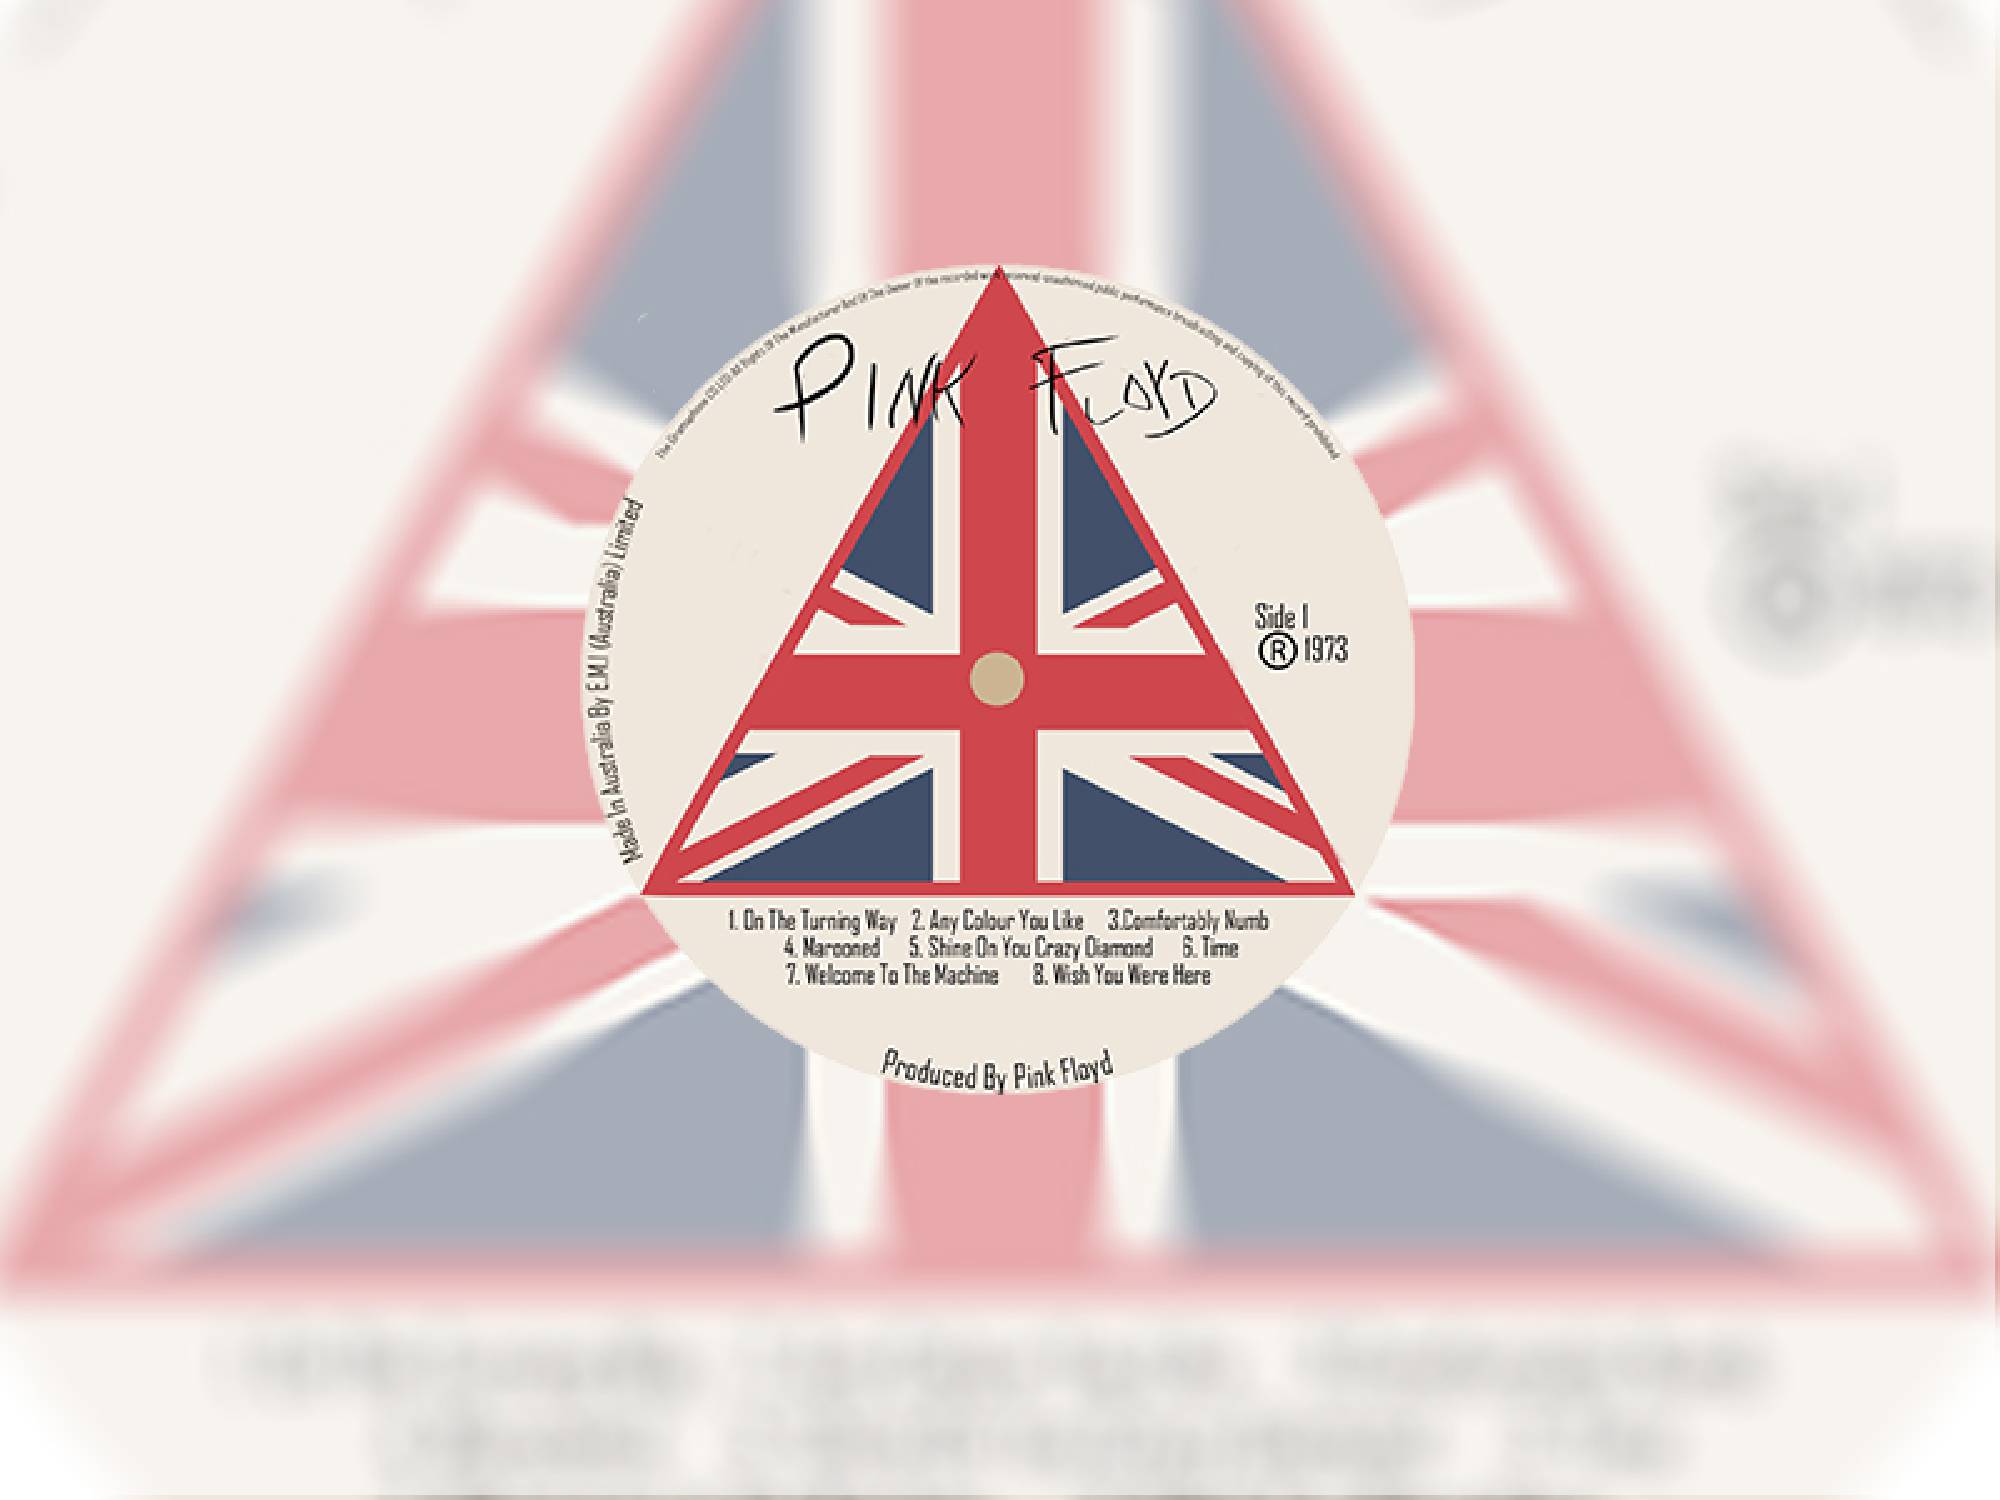 The Gramophone CO LTD All Rights Of The Manufacturer And Of The Owner Of the recorded work reserved unauthorised public performance broadcasting and copying of this record prohibited
PINK FLOYD
Made In Australia By E.M.I (Australia) Limited
Side 1
Ⓡ 1973
1. On The Turning Way 2. Any Colour You Like 3.Comfortably Numb
4. Marooned 5. Shine On You Crazy Diamond 6. Time
7. Welcome To The Machine 8. Wish You Were Here
Produced By Pink Floyd